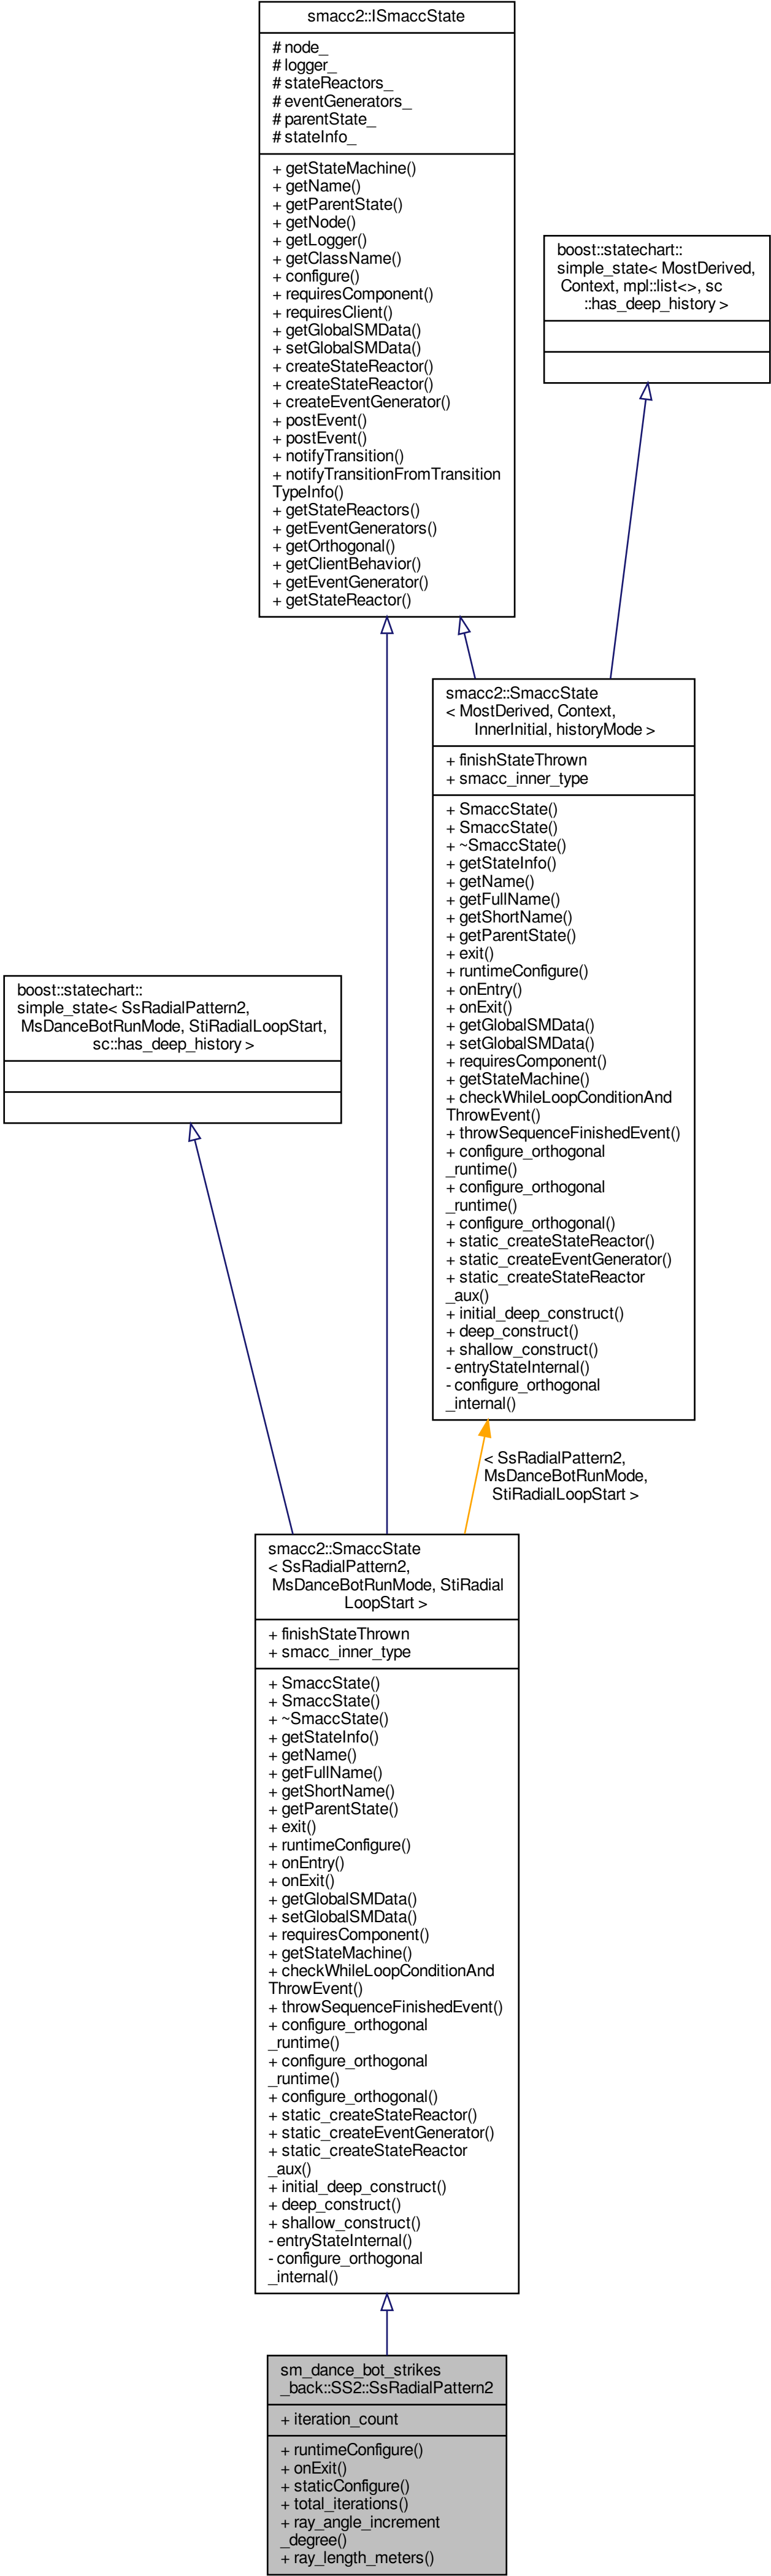 smacc2::ISmaccState
# node_
# logger_
# stateReactors_
# eventGenerators_
# parentState_
# stateInfo_
+ getStateMachine()
+ getName()
+ getParentState()
+ getNode()
+ getLogger()
+ getClassName()
+ configure()
+ requiresComponent()
+ requiresClient()
+ getGlobalSMData()
+ setGlobalSMData()
+ createStateReactor()
+ createStateReactor()
+ createEventGenerator()
+ postEvent()
+ postEvent()
+ notifyTransition()
+ notifyTransitionFromTransition
TypeInfo()
+ getStateReactors()
+ getEventGenerators()
+ getOrthogonal()
+ getClientBehavior()
+ getEventGenerator()
+ getStateReactor()
boost::statechart::
simple_state< MostDerived,
Context, mpl::list<>, sc
::has_deep_history >
smacc2::SmaccState
< MostDerived, Context,
InnerInitial, historyMode >
+ finishStateThrown
+ smacc_inner_type
+ SmaccState()
+ SmaccState()
+ ~SmaccState()
+ getStateInfo()
+ getName()
+ getFullName()
+ getShortName()
+ getParentState()
+ exit()
+ runtimeConfigure()
+ onEntry()
+ onExit()
+ getGlobalSMData()
+ setGlobalSMData()
+ requiresComponent()
+ getStateMachine()
+ checkWhileLoopConditionAnd
ThrowEvent()
+ throwSequenceFinishedEvent()
+ configure_orthogonal
_runtime()
+ configure_orthogonal
_runtime()
+ configure_orthogonal()
+ static_createStateReactor()
+ static_createEventGenerator()
+ static_createStateReactor
_aux()
+ initial_deep_construct()
+ deep_construct()
+ shallow_construct()
- entryStateInternal()
- configure_orthogonal
_internal()
boost::statechart::
simple_state< SsRadialPattern2,
MsDanceBotRunMode, StiRadialLoopStart,
sc::has_deep_history >
< SsRadialPattern2,
MsDanceBotRunMode,
StiRadialLoopStart >
smacc2::SmaccState
< SsRadialPattern2,
MsDanceBotRunMode, StiRadial
LoopStart >
+ finishStateThrown
+ smacc_inner_type
+ SmaccState()
+ SmaccState()
+ ~SmaccState()
+ getStateInfo()
+ getName()
+ getFullName()
+ getShortName()
+ getParentState()
+ exit()
+ runtimeConfigure()
+ onEntry()
+ onExit()
+ getGlobalSMData()
+ setGlobalSMData()
+ requiresComponent()
+ getStateMachine()
+ checkWhileLoopConditionAnd
ThrowEvent()
+ throwSequenceFinishedEvent()
+ configure_orthogonal
_runtime()
+ configure_orthogonal
_runtime()
+ configure_orthogonal()
+ static_createStateReactor()
+ static_createEventGenerator()
+ static_createStateReactor
_aux()
+ initial_deep_construct()
+ deep_construct()
+ shallow_construct()
- entryStateInternal()
- configure_orthogonal
_internal()
sm_dance_bot_strikes
_back::SS2::SsRadialPattern2
+ iteration_count
+ runtimeConfigure()
+ onExit()
+ staticConfigure()
+ total_iterations()
+ ray_angle_increment
_degree()
+ ray_length_meters()